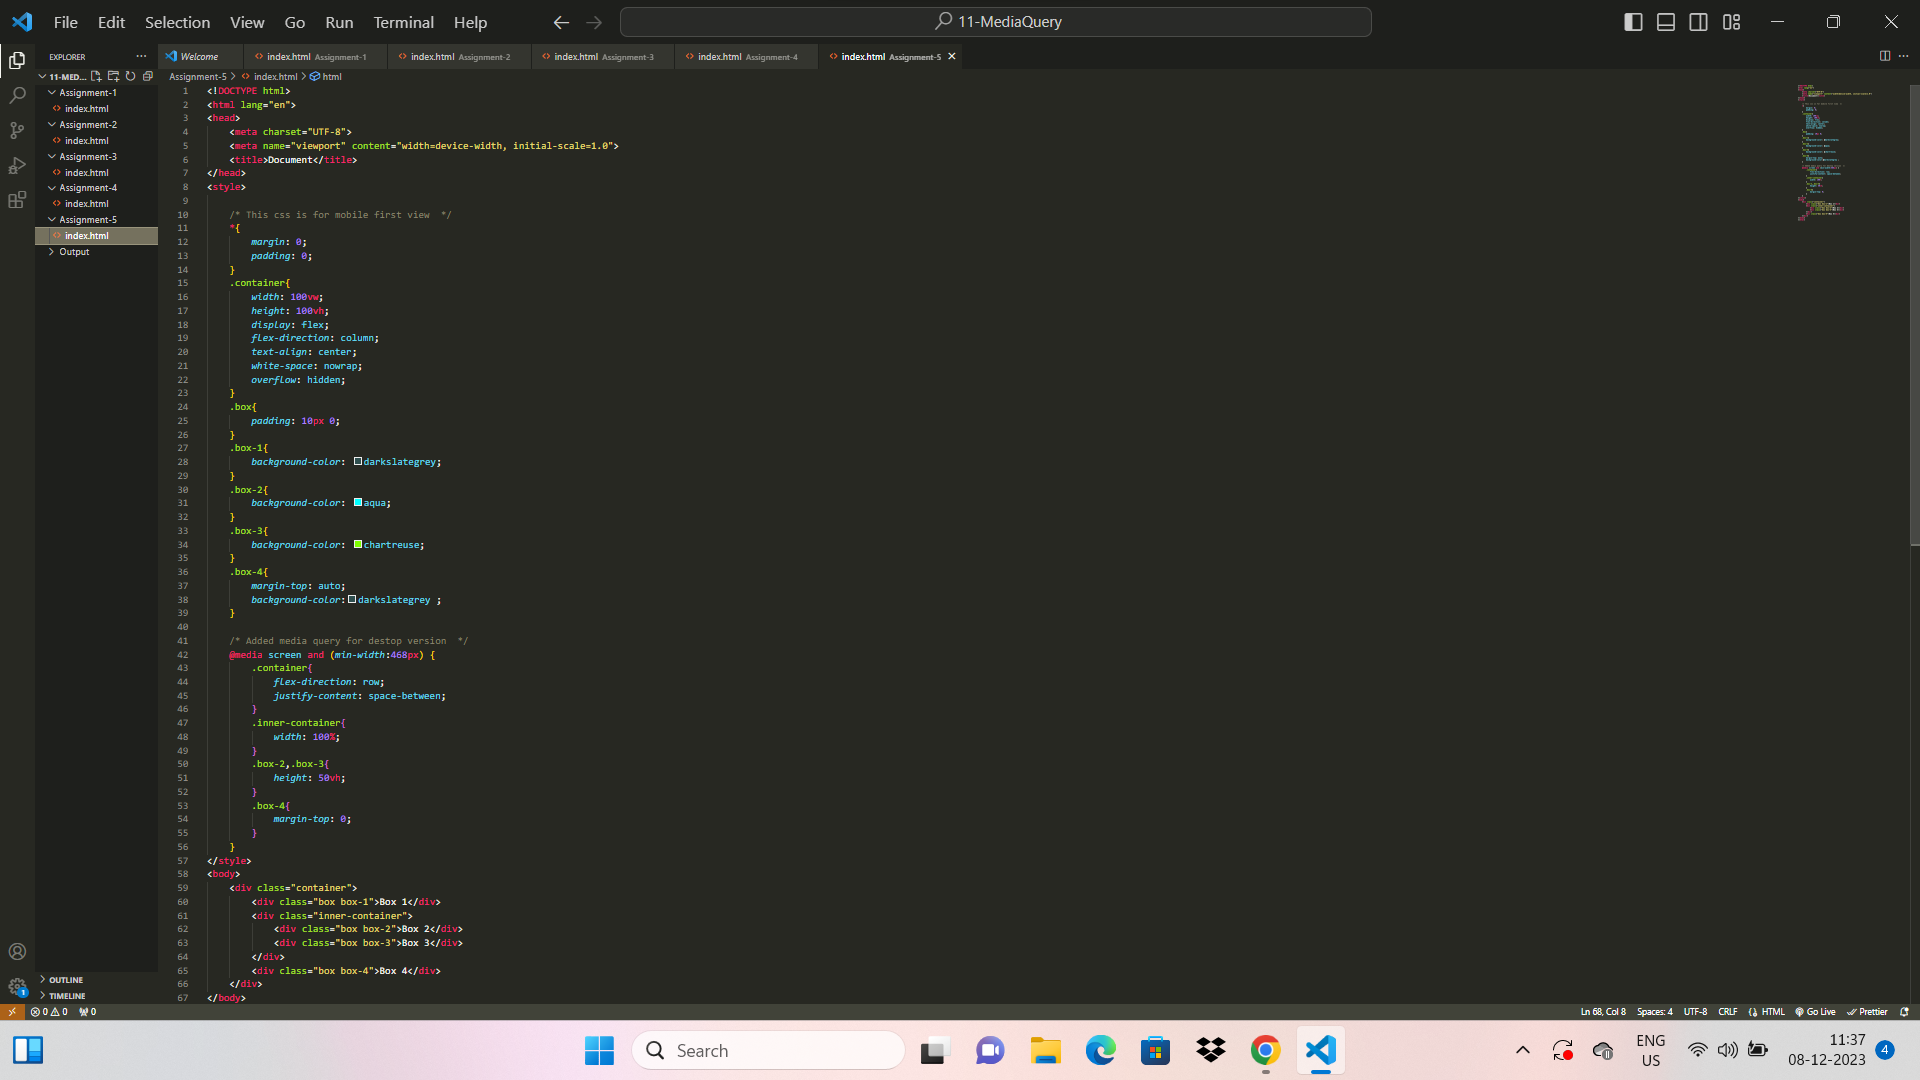 File Edit Selection View Go Run Terminal Help
11-MediaQuery
EXPLORER
Welcome
index.html Assignment-1
index.html Assignment-2
index.html Assignment-3
index.html Assignment-4
index.html Assignment-5
11-MED...
Assignment-1
index.html
Assignment-2
index.html
Assignment-3
index.html
Assignment-4
index.html
Assignment-5
index.html
Output
OUTLINE
TIMELINE
Assignment-5 > index.html > html
1 <!DOCTYPE html>
2 <html lang="en">
3 <head>
4 <meta charset="UTF-8">
5 <meta name="viewport" content="width=device-width, initial-scale=1.0">
6 <title>Document</title>
7 </head>
8 <style>
9
10 /* This css is for mobile first view */
11 *{
12 margin: 0;
13 padding: 0;
14 }
15 .container{
16 width: 100vw;
17 height: 100vh;
18 display: flex;
19 flex-direction: column;
20 text-align: center;
21 white-space: nowrap;
22 overflow: hidden;
23 }
24 .box{
25 padding: 10px 0;
26 }
27 .box-1{
28 background-color: darkslategrey;
29 }
30 .box-2{
31 background-color: aqua;
32 }
33 .box-3{
34 background-color: chartreuse;
35 }
36 .box-4{
37 margin-top: auto;
38 background-color: darkslategrey ;
39 }
40
41 /* Added media query for destop version */
42 @media screen and (min-width:468px) {
43 .container{
44 flex-direction: row;
45 justify-content: space-between;
46 }
47 .inner-container{
48 width: 100%;
49 }
50 .box-2,.box-3{
51 height: 50vh;
52 }
53 .box-4{
54 margin-top: 0;
55 }
56 }
57 </style>
58 <body>
59 <div class="container">
60 <div class="box box-1">Box 1</div>
61 <div class="inner-container">
62 <div class="box box-2">Box 2</div>
63 <div class="box box-3">Box 3</div>
64 </div>
65 <div class="box box-4">Box 4</div>
66 </div>
67 </body>
1
0 0 0
Ln 68, Col 8 Spaces: 4 UTF-8 CRLF HTML Go Live Prettier
Search
ENG
US
11:37
08-12-2023
4